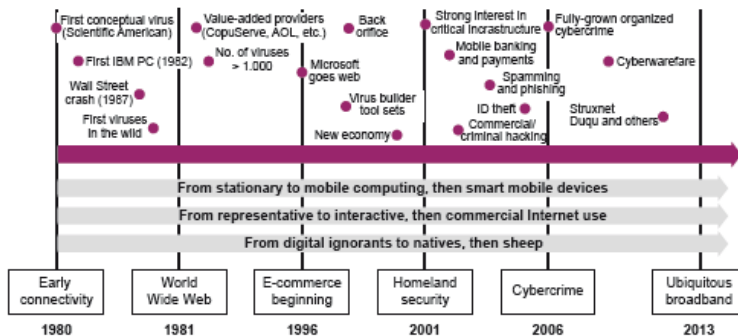 First conceptual virus
(Scientific American)
First IBM PC (1982)
Wall Street
crash (1987)
First viruses
in the wild
Value-added providers
(CopuServe, AOL, etc.)
No. of viruses
> 1.000
Back
orifice
Microsoft
goes web
Virus builder
tool sets
New economy
Strong interest in
critical incrastructure
Mobile banking
and payments
Spamming
and phishing
ID theft
Commercial/
criminal hacking
Fully-grown organized
cybercrime
Cyberwarefare
Struxnet
Duqu and others
From stationary to mobile computing, then smart mobile devices
From representative to interactive, then commercial Internet use
From digital ignorants to natives, then sheep
Early
connectivity
World
Wide Web
E-commerce
beginning
Homeland
security
Cybercrime
Ubiquitous
broadband
1980
1981
1996
2001
2006
2013